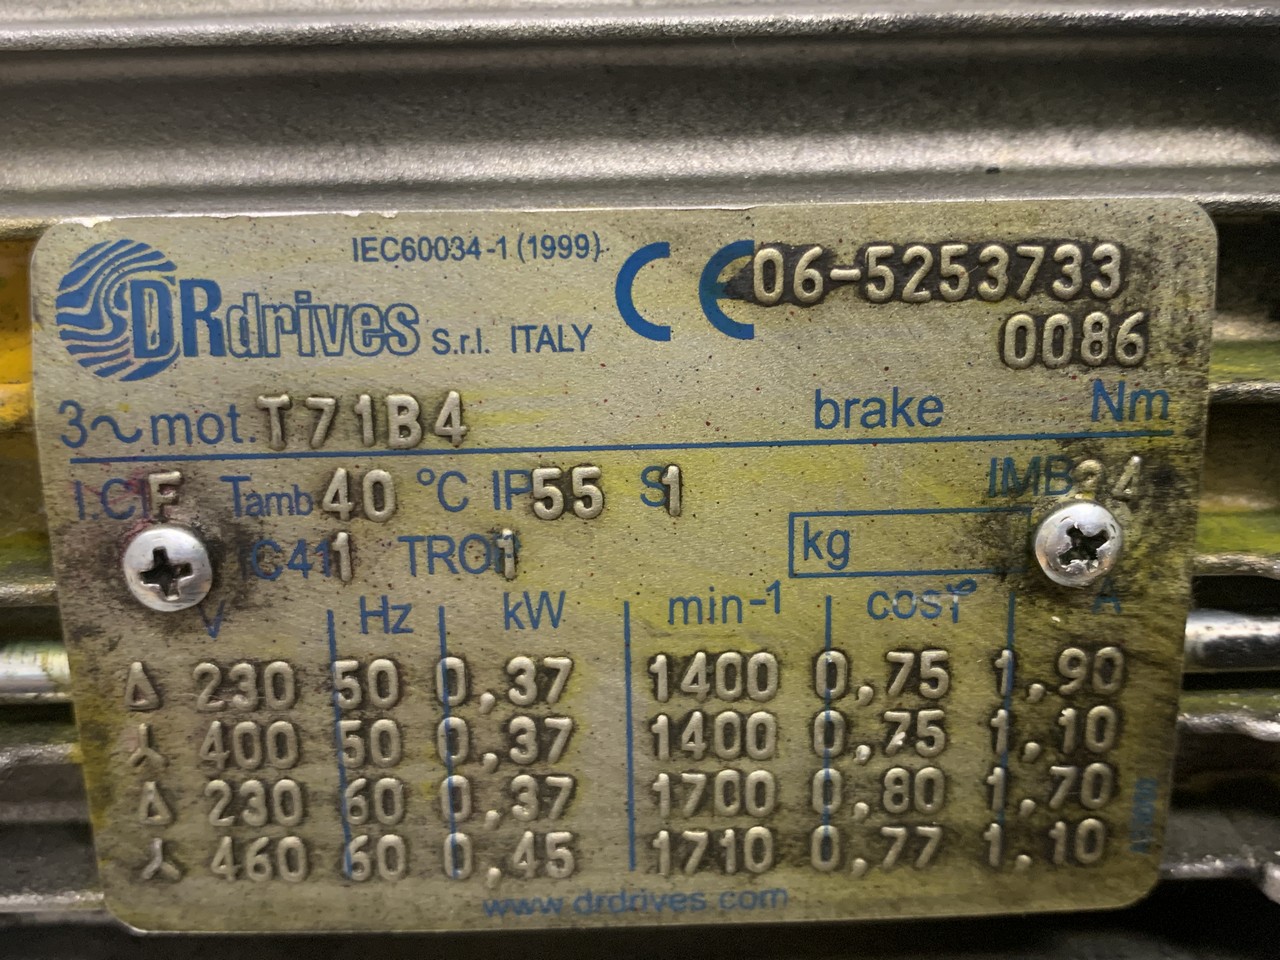 IEC60034-1 (1999)
CE 06-5253733
DRdrives S.r.l. ITALY
0086
3~mot. T71B4 brake Nm
I.Cl F Tamb 40 °C IP55 S1 IMB34
IC411 TROP1
kg
V Hz kW min-1 cosφ A
Δ 230 50 0,37 1400 0,75 1,90
⅄ 400 50 0,37 1400 0,75 1,10
Δ 230 60 0,37 1700 0,80 1,70
⅄ 460 60 0,45 1710 0,77 1,10
www.drdrives.com